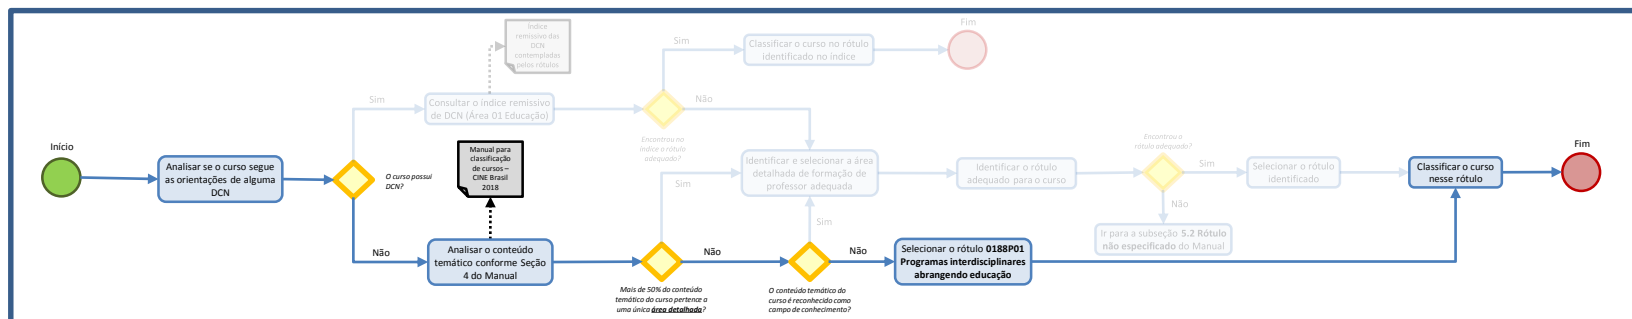 Índice
remissivo das
DCN
contempladas
pelos rótulos
Sim
Classificar o curso no rótulo
identificado no índice
Fim
Sim
Consultar o índice remissivo
de DCN (Área 01 Educação)
Não
Encontrou no
índice o rótulo
adequado?
Início
Analisar se o curso segue
as orientações de alguma
DCN
O curso possui
DCN?
Manual para
classificação
de cursos –
CINE Brasil
2018
Identificar e selecionar a área
detalhada de formação de
professor adequada
Identificar o rótulo
adequado para o curso
Encontrou o
rótulo adequado?
Sim
Selecionar o rótulo
identificado
Classificar o curso
nesse rótulo
Fim
Sim
Sim
Não
Ir para a subseção 5.2 Rótulo
não especificado do Manual
Não
Analisar o conteúdo
temático conforme Seção
4 do Manual
Não
Mais de 50% do conteúdo
temático do curso pertence a
uma única área detalhada?
Não
O conteúdo temático do
curso é reconhecido como
campo de conhecimento?
Selecionar o rótulo 0188P01
Programas interdisciplinares
abrangendo educação